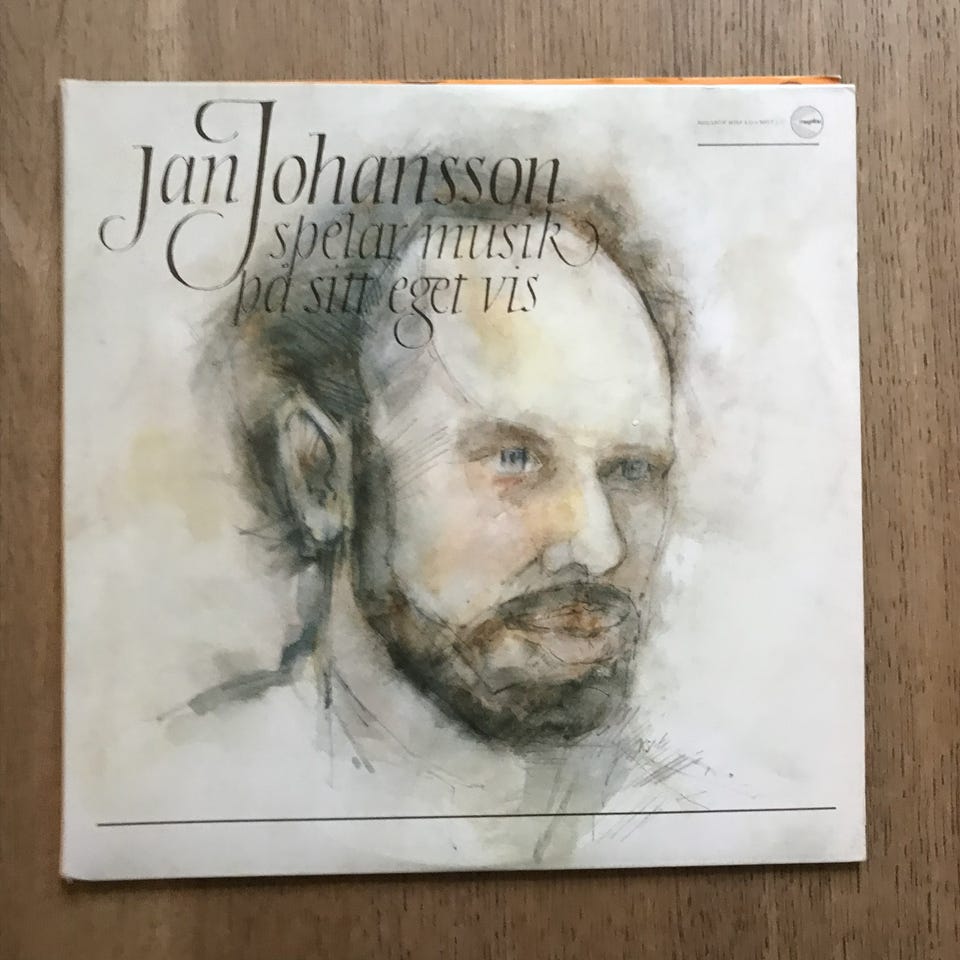 Jan Johansson
spelar musik
på sitt eget vis